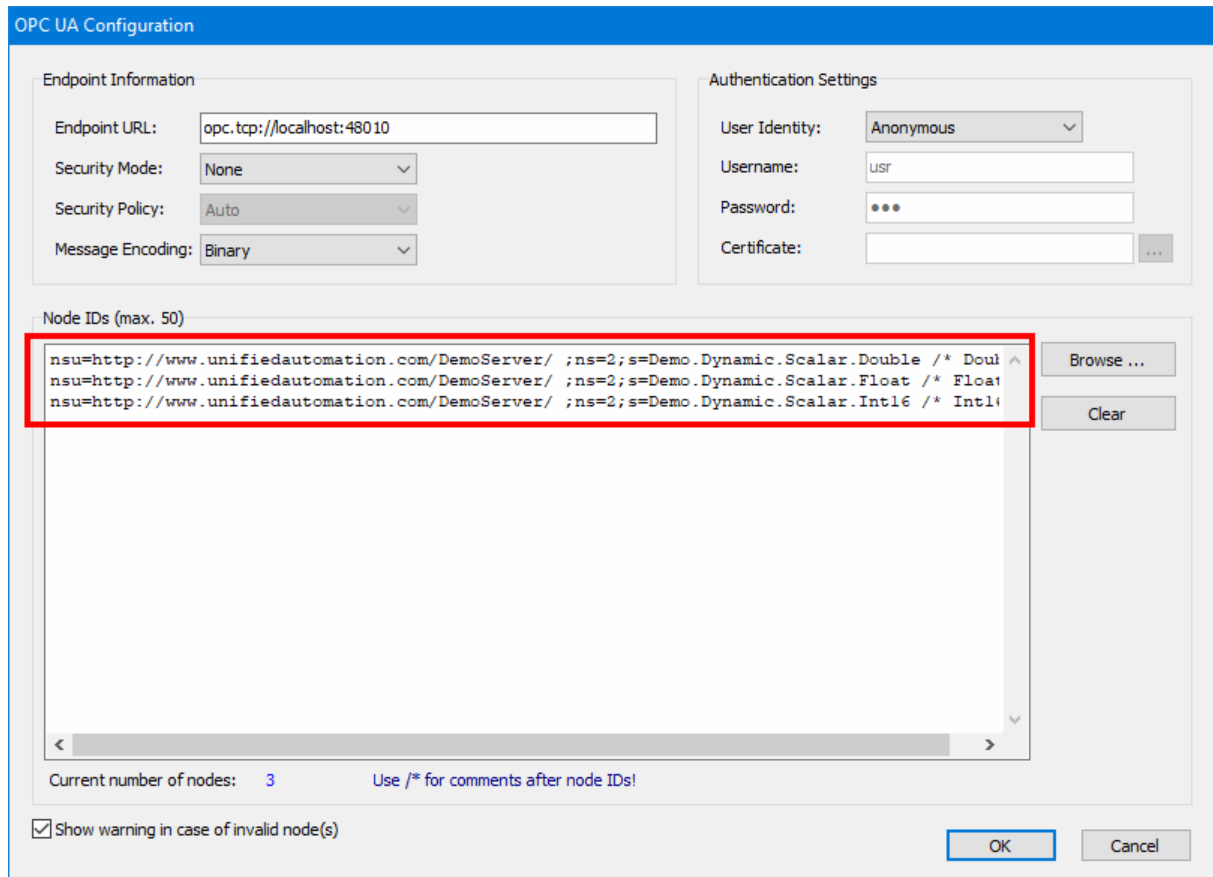 OPC UA Configuration
Endpoint Information
Endpoint URL: opc.tcp://localhost:48010
Security Mode: None
Security Policy: Auto
Message Encoding: Binary
Authentication Settings
User Identity: Anonymous
Username: usr
Password: ●●●
Certificate: ...
Node IDs (max. 50)
nsu=http://www.unifiedautomation.com/DemoServer/ ;ns=2;s=Demo.Dynamic.Scalar.Double /* Doub
nsu=http://www.unifiedautomation.com/DemoServer/ ;ns=2;s=Demo.Dynamic.Scalar.Float /* Float
nsu=http://www.unifiedautomation.com/DemoServer/ ;ns=2;s=Demo.Dynamic.Scalar.Int16 /* Int1
Browse ...
Clear
Current number of nodes: 3 Use /* for comments after node IDs!
Show warning in case of invalid node(s)
OK Cancel